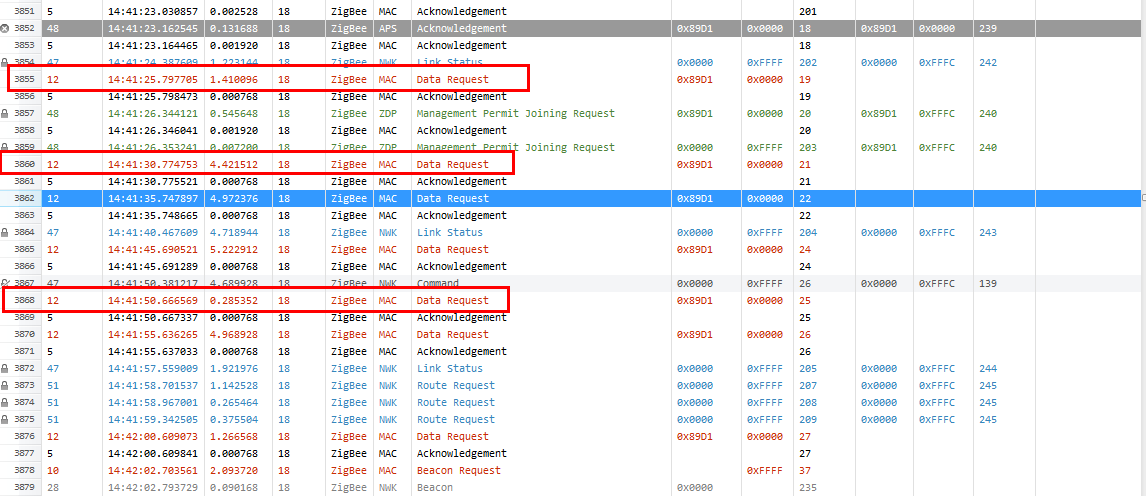 3851 5 14:41:23.030857 0.002528 18 ZigBee MAC Acknowledgement 201
3852 48 14:41:23.162545 0.131688 18 ZigBee APS Acknowledgement 0x89D1 0x0000 18 0x89D1 0x0000 239
3853 5 14:41:23.164465 0.001920 18 ZigBee MAC Acknowledgement 18
3854 47 14:41:24.387609 1.223144 18 ZigBee NWK Link Status 0x0000 0xFFFF 202 0x0000 0xFFFC 242
3855 12 14:41:25.797705 1.410096 18 ZigBee MAC Data Request 0x89D1 0x0000 19
3856 5 14:41:25.798473 0.000768 18 ZigBee MAC Acknowledgement 19
3857 48 14:41:26.344121 0.545648 18 ZigBee ZDP Management Permit Joining Request 0x89D1 0x0000 20 0x89D1 0xFFFC 240
3858 5 14:41:26.346041 0.001920 18 ZigBee MAC Acknowledgement 20
3859 48 14:41:26.353241 0.007200 18 ZigBee ZDP Management Permit Joining Request 0x0000 0xFFFF 203 0x89D1 0xFFFC 240
3860 12 14:41:30.774753 4.421512 18 ZigBee MAC Data Request 0x89D1 0x0000 21
3861 5 14:41:30.775521 0.000768 18 ZigBee MAC Acknowledgement 21
3862 12 14:41:35.747897 4.972376 18 ZigBee MAC Data Request 0x89D1 0x0000 22
3863 5 14:41:35.748665 0.000768 18 ZigBee MAC Acknowledgement 22
3864 47 14:41:40.467609 4.718944 18 ZigBee NWK Link Status 0x0000 0xFFFF 204 0x0000 0xFFFC 243
3865 12 14:41:45.690521 5.222912 18 ZigBee MAC Data Request 0x89D1 0x0000 24
3866 5 14:41:45.691289 0.000768 18 ZigBee MAC Acknowledgement 24
3867 47 14:41:50.381217 4.689928 18 ZigBee NWK Command 0x0000 0xFFFF 26 0x0000 0xFFFC 139
3868 12 14:41:50.666569 0.285352 18 ZigBee MAC Data Request 0x89D1 0x0000 25
3869 5 14:41:50.667337 0.000768 18 ZigBee MAC Acknowledgement 25
3870 12 14:41:55.636265 4.968928 18 ZigBee MAC Data Request 0x89D1 0x0000 26
3871 5 14:41:55.637033 0.000768 18 ZigBee MAC Acknowledgement 26
3872 47 14:41:57.559009 1.921976 18 ZigBee NWK Link Status 0x0000 0xFFFF 205 0x0000 0xFFFC 244
3873 51 14:41:58.701537 1.142528 18 ZigBee NWK Route Request 0x0000 0xFFFF 207 0x0000 0xFFFC 245
3874 51 14:41:58.967001 0.265464 18 ZigBee NWK Route Request 0x0000 0xFFFF 208 0x0000 0xFFFC 245
3875 51 14:41:59.342505 0.375504 18 ZigBee NWK Route Request 0x0000 0xFFFF 209 0x0000 0xFFFC 245
3876 12 14:42:00.609073 1.266568 18 ZigBee MAC Data Request 0x89D1 0x0000 27
3877 5 14:42:00.609841 0.000768 18 ZigBee MAC Acknowledgement 27
3878 10 14:42:02.703561 2.093720 18 ZigBee MAC Beacon Request 0xFFFF 37
3879 28 14:42:02.793729 0.090168 18 ZigBee NWK Beacon 0x0000 235